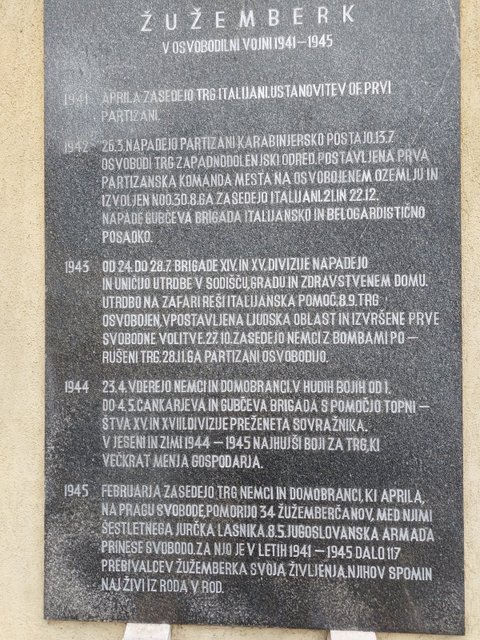 ŽUŽEMBERK
V OSVOBODILNI VOJNI 1941–1945
1941 APRILA ZASEDEJO TRG ITALIJANI.USTANOVITEV OF.PRVI
PARTIZANI.
1942 26.3.NAPADEJO PARTIZANI KARABINJERSKO POSTAJO.13.7
OSVOBODI TRG ZAPADNODOLENJSKI ODRED.POSTAVLJENA PRVA
PARTIZANSKA KOMANDA MESTA NA OSVOBOJENEM OZEMLJU IN
IZVOLJEN NOO.30.8.GA ZASEDEJO ITALIJANI.21.IN 22.12.
NAPADE GUBČEVA BRIGADA ITALIJANSKO IN BELOGARDISTIČNO
POSADKO.
1943 OD 24.DO 28.7. BRIGADE XIV. IN XV. DIVIZIJE NAPADEJO
IN UNIČIJO UTRDBE V SODIŠČU,GRADU IN ZDRAVSTVENEM DOMU.
UTRDBO NA ZAFARI REŠI ITALIJANSKA POMOČ.8.9. TRG
OSVOBOJEN,VPOSTAVLJENA LJUDSKA OBLAST IN IZVRŠENE PRVE
SVOBODNE VOLITVE.27.10.ZASEDEJO NEMCI Z BOMBAMI PO –
RUŠENI TRG.28.11.GA PARTIZANI OSVOBODIJO.
1944 23.4.VDEREJO NEMCI IN DOMOBRANCI.V HUDIH BOJIH OD 1.
DO 4.5.CANKARJEVA IN GUBČEVA BRIGADA S POMOČJO TOPNI –
ŠTVA XV. IN XVIII.DIVIZIJE PREŽENETA SOVRAŽNIKA.
V JESENI IN ZIMI 1944 – 1945 NAJHUJŠI BOJI ZA TRG,KI
VEČKRAT MENJA GOSPODARJA.
1945 FEBRUARJA ZASEDEJO TRG NEMCI IN DOMOBRANCI, KI APRILA,
NA PRAGU SVOBODE,POMORIJO 34 ŽUŽEMBERČANOV, MED NJIMI
ŠESTLETNEGA JURČKA LAŠNIKA.8.5.JUGOSLOVANSKA ARMADA
PRINESE SVOBODO.ZA NJO JE V LETIH 1941 – 1945 DALO 117
PREBIVALCEV ŽUŽEMBERKA SVOJA ŽIVLJENJA.NJIHOV SPOMIN
NAJ ŽIVI IZ RODA V ROD.